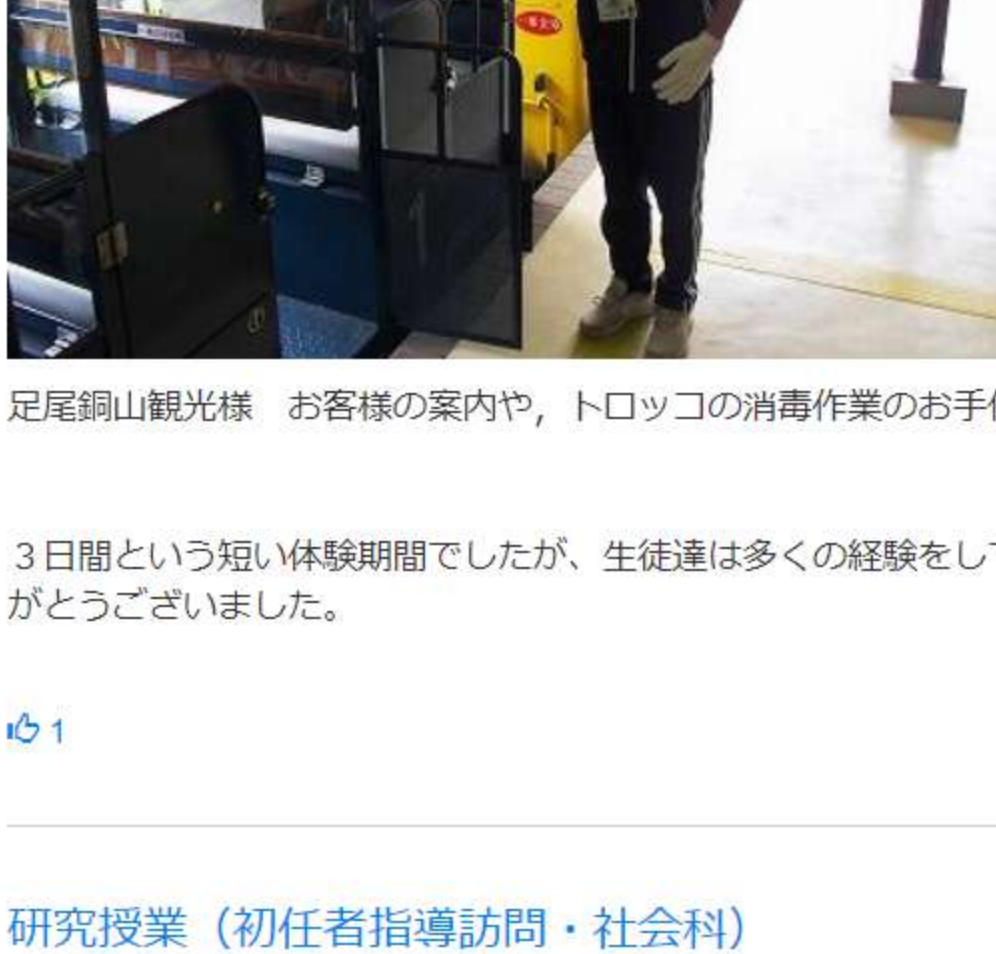 足尾銅山観光様　お客様の案内や，トロッコの消毒作業のお手
３日間という短い体験期間でしたが、生徒達は多くの経験をし
がとうございました。
1
研究授業（初任者指導訪問・社会科）